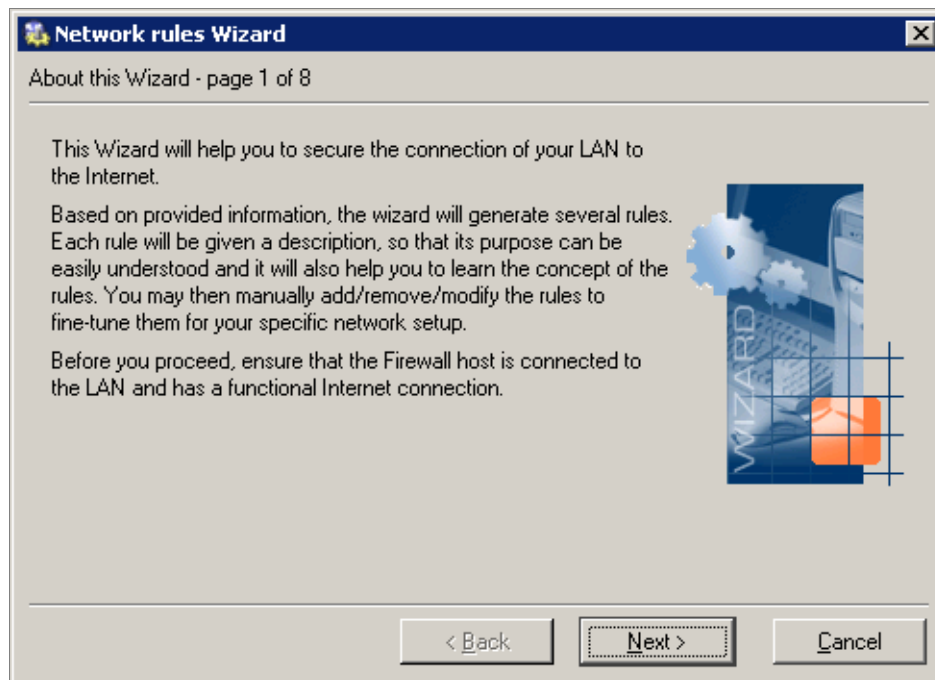 Network rules Wizard
About this Wizard - page 1 of 8
This Wizard will help you to secure the connection of your LAN to
the Internet.
Based on provided information, the wizard will generate several rules.
Each rule will be given a description, so that its purpose can be
easily understood and it will also help you to learn the concept of the
rules. You may then manually add/remove/modify the rules to
fine-tune them for your specific network setup.
Before you proceed, ensure that the Firewall host is connected to
the LAN and has a functional Internet connection.
WIZARD
< Back
Next >
Cancel